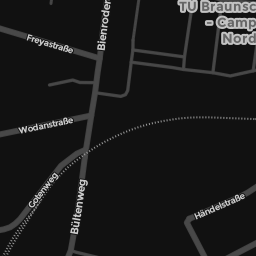 TU Braunsc
– Camp
Nord
Bienroder
Freyastraße
Wodanstraße
Gotenweg
Bültenweg
Händelstraße